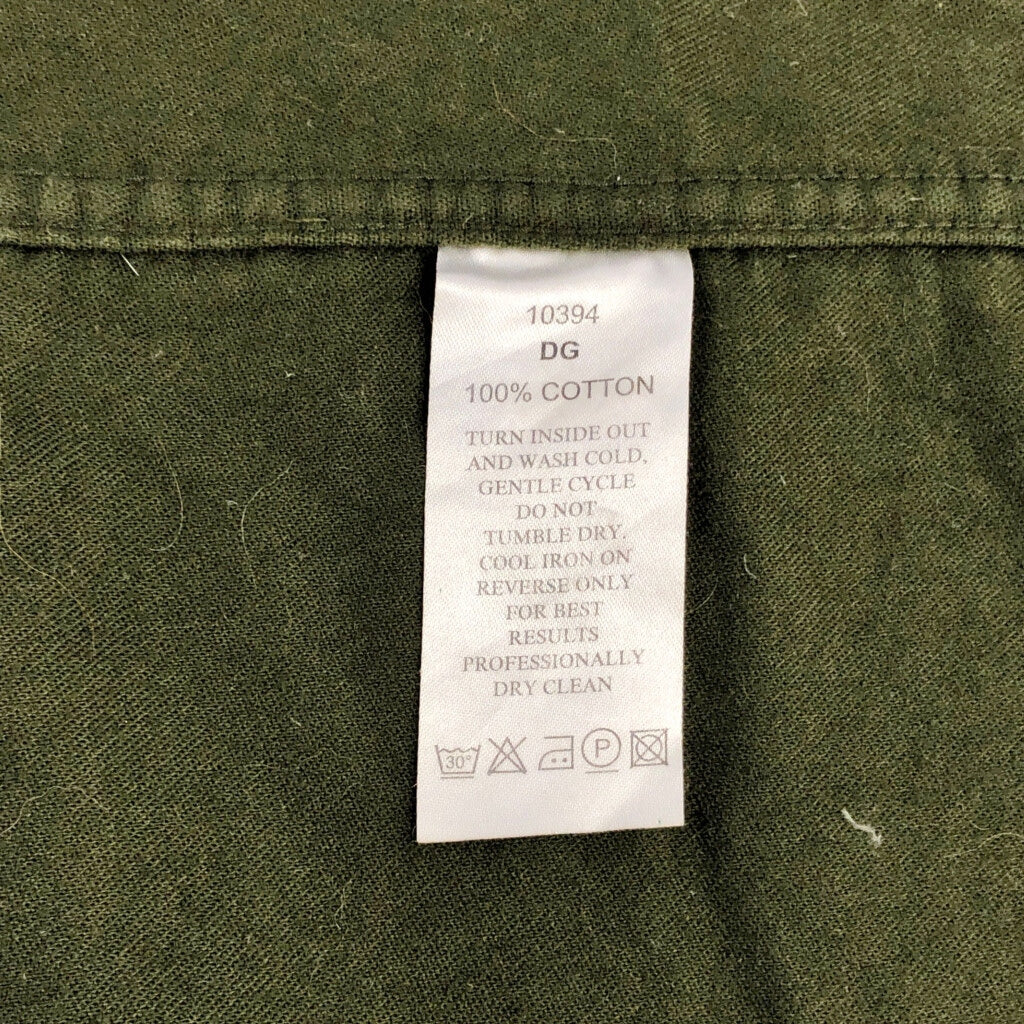 10394
DG
100% COTTON
TURN INSIDE OUT
AND WASH COLD,
GENTLE CYCLE
DO NOT
TUMBLE DRY.
COOL IRON ON
REVERSE ONLY
FOR BEST
RESULTS
PROFESSIONALLY
DRY CLEAN
30° P